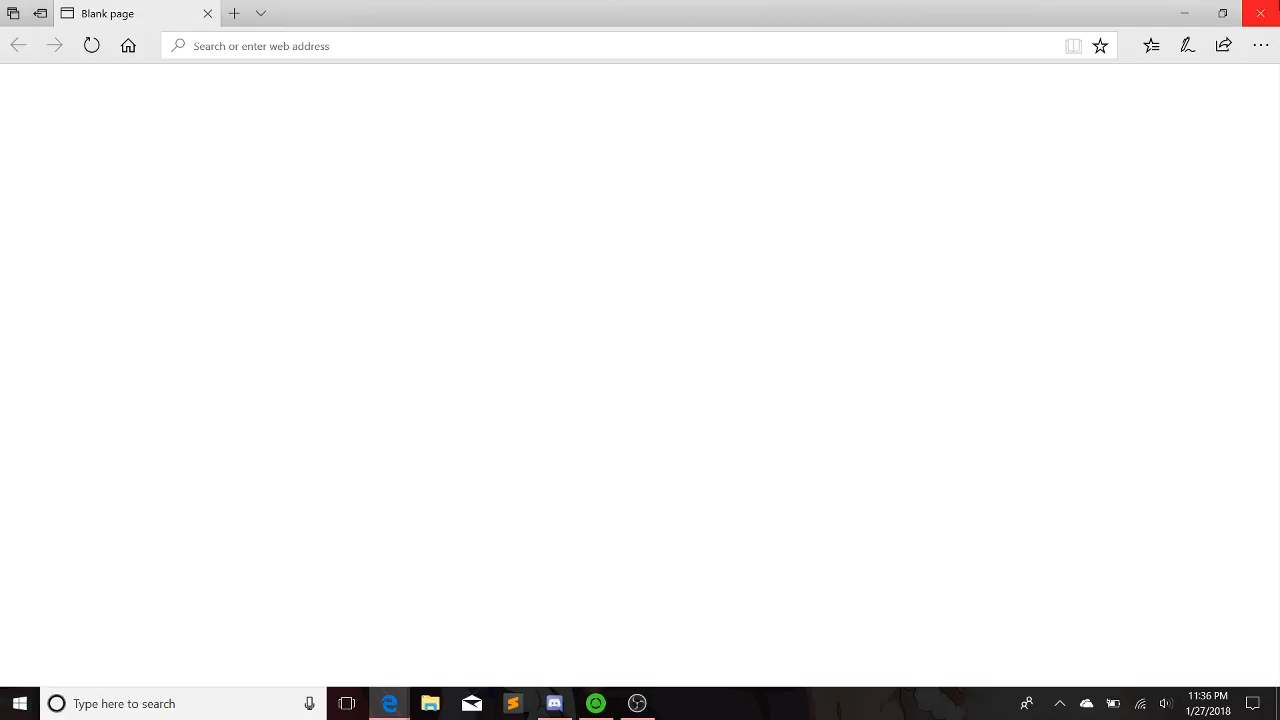 Blank page
Search or enter web address
Type here to search
11:36 PM
1/27/2018